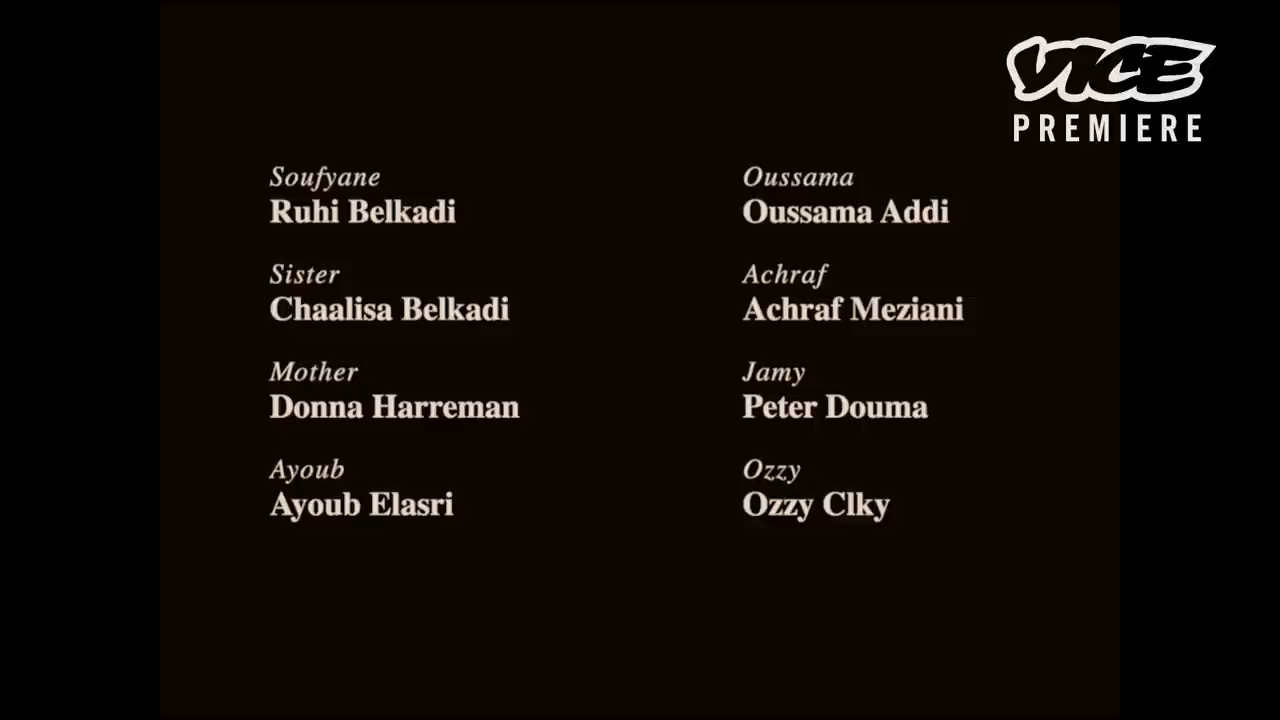 VICE
PREMIERE
Soufyane
Ruhi Belkadi
Sister
Chaalisa Belkadi
Mother
Donna Harreman
Ayoub
Ayoub Elasri
Oussama
Oussama Addi
Achraf
Achraf Meziani
Jamy
Peter Douma
Ozzy
Ozzy Clky